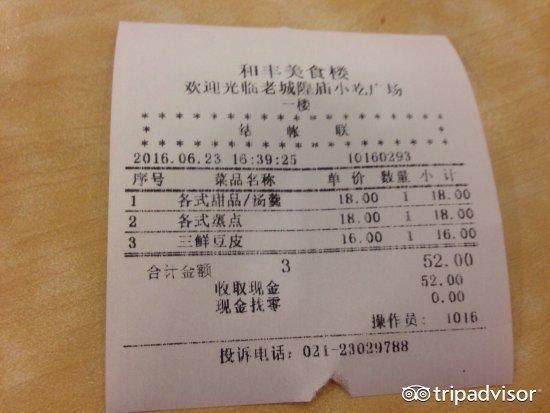 和丰美食楼
欢迎光临老城隍庙小吃广场
一楼
* * * * * * * * * * * * * * * * *
* 结 帐 联 *
* * * * * * * * * * * * * * * * *
2016.06.23 16:39:25 10160293
序号 菜品名称 单价 数量 小 计
1 各式甜品/汤羹 18.00 1 18.00
2 各式蒸点 18.00 1 18.00
3 三鲜豆皮 16.00 1 16.00
合计金额 3 52.00
收取现金 52.00
现金找零 0.00
操作员: 1016
投诉电话: 021-23029788
tripadvisor